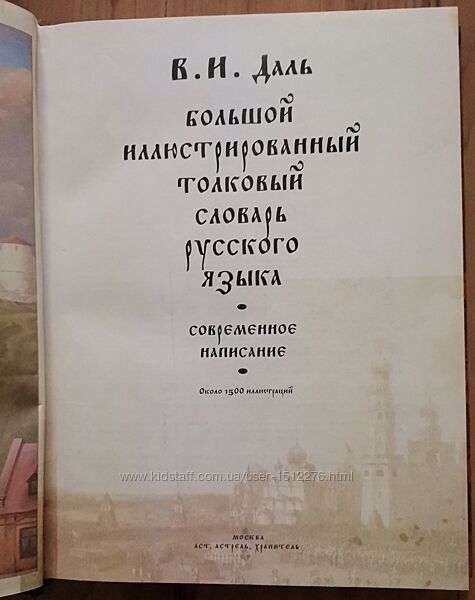 В. И. Даль
Большой
иллюстрированный
толковый
словарь
русского
языка
современное
написание
Около 1500 иллюстраций
www.kidstaff.com.ua/user-1512276.html
Москва
АСТ, Астрель, Хранитель